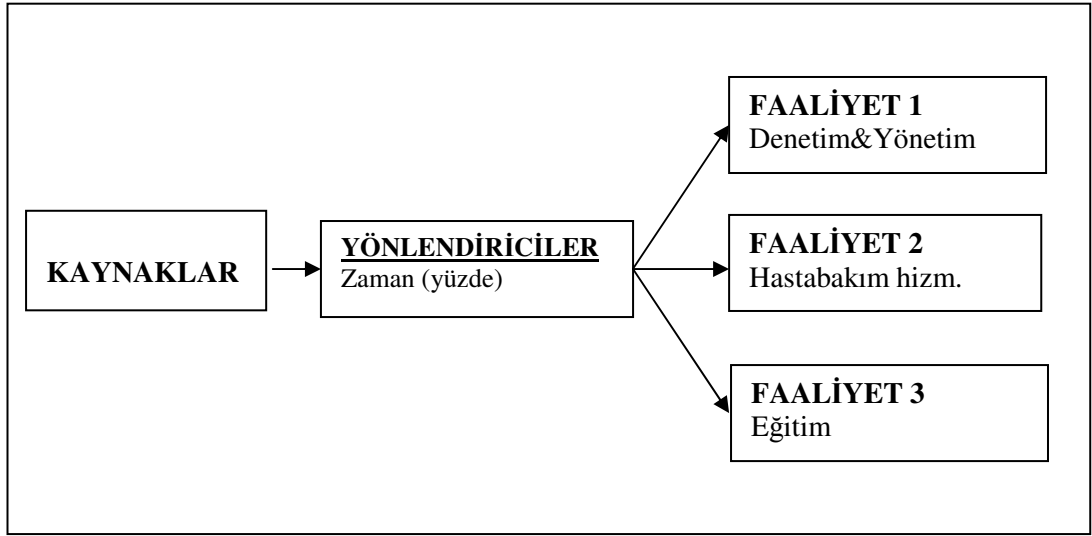 KAYNAKLAR
YÖNLENDİRİCİLER
Zaman (yüzde)
FAALİYET 1
Denetim&Yönetim
FAALİYET 2
Hastabakım hizm.
FAALİYET 3
Eğitim